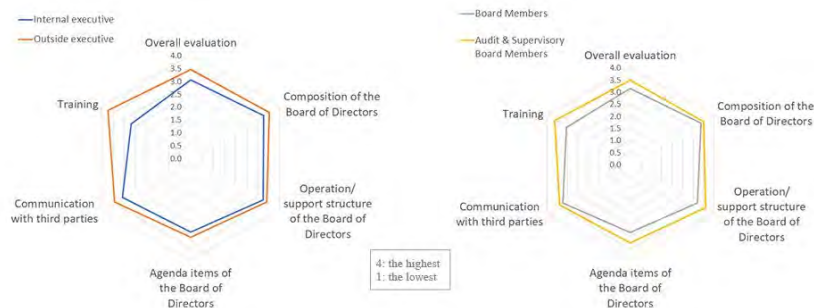 Internal executive
Outside executive
Overall evaluation
4.0
3.5
3.0
2.5
2.0
1.5
1.0
0.5
0.0
Composition of the
Board of Directors
Operation/
support structure
of the Board of
Directors
Agenda items of
the Board of
Directors
Communication
with third parties
Training
4: the highest
1: the lowest
Board Members
Audit & Supervisory
Board Members
Overall evaluation
4.0
3.5
3.0
2.5
2.0
1.5
1.0
0.5
0.0
Composition of the
Board of Directors
Operation/
support structure
of the Board of
Directors
Agenda items of
the Board of
Directors
Communication
with third parties
Training